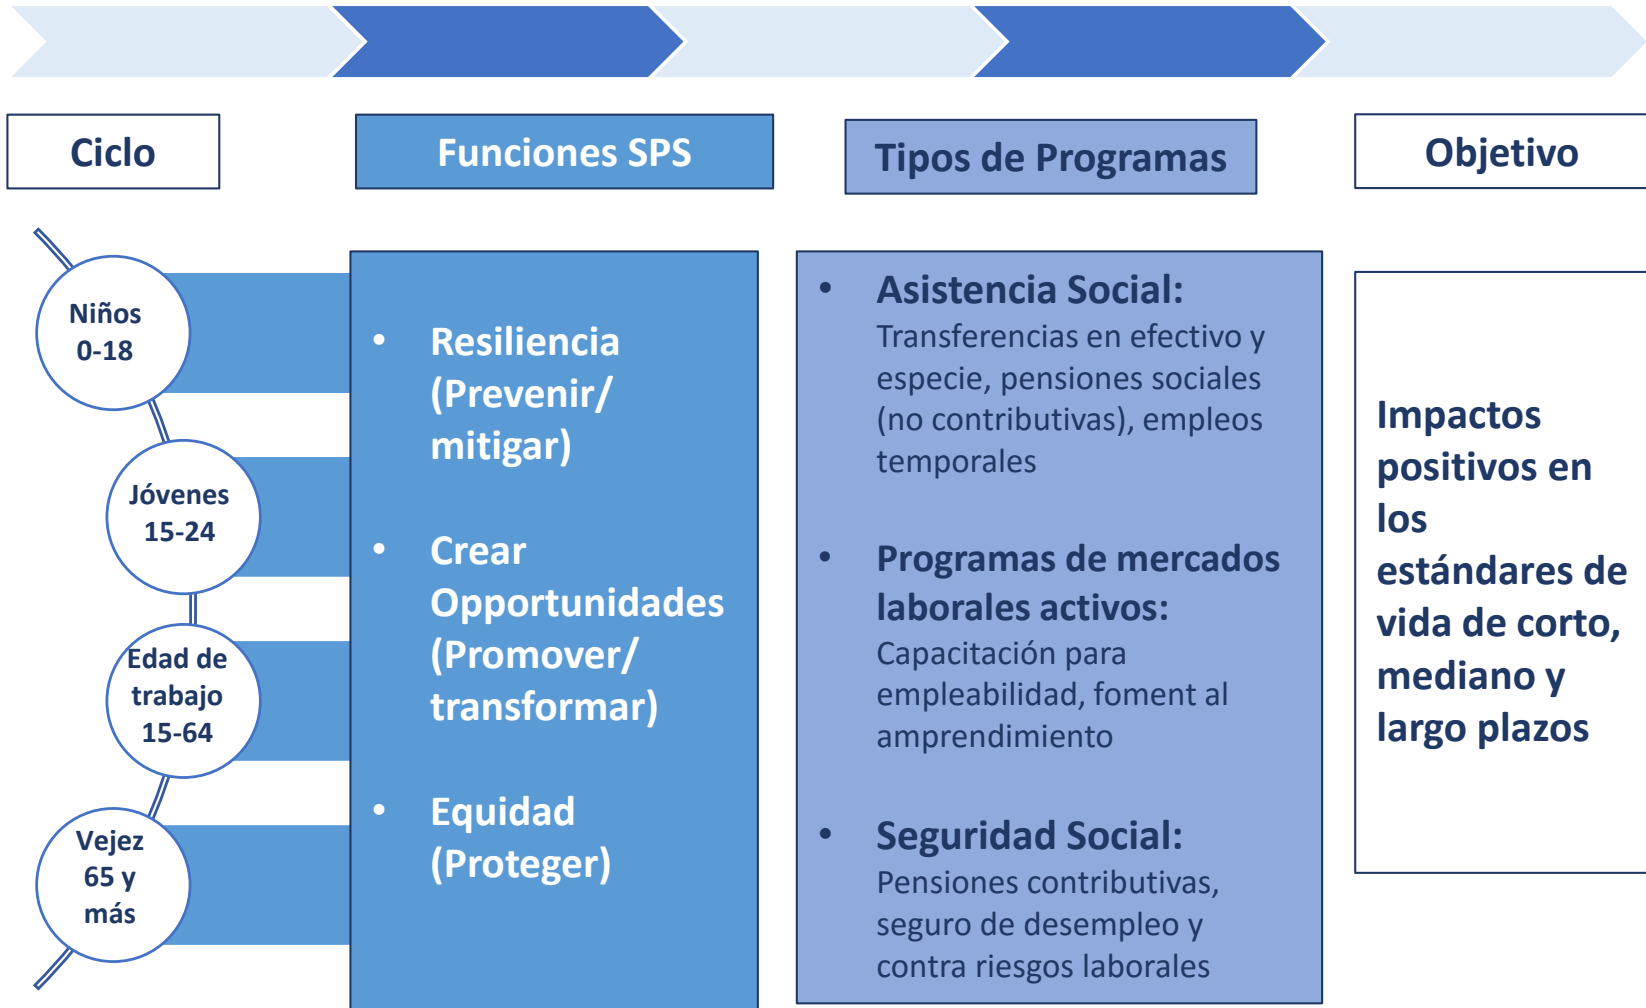 Ciclo
Funciones SPS
Tipos de Programas
Objetivo
Niños
0-18
Jóvenes
15-24
Edad de
trabajo
15-64
Vejez
65 y
más
• Resiliencia
(Prevenir/
mitigar)
• Crear
Opportunidades
(Promover/
transformar)
• Equidad
(Proteger)
• Asistencia Social:
Transferencias en efectivo y
especie, pensiones sociales
(no contributivas), empleos
temporales
• Programas de mercados
laborales activos:
Capacitación para
empleabilidad, foment al
amprendimiento
• Seguridad Social:
Pensiones contributivas,
seguro de desempleo y
contra riesgos laborales
Impactos
positivos en
los
estándares de
vida de corto,
mediano y
largo plazos